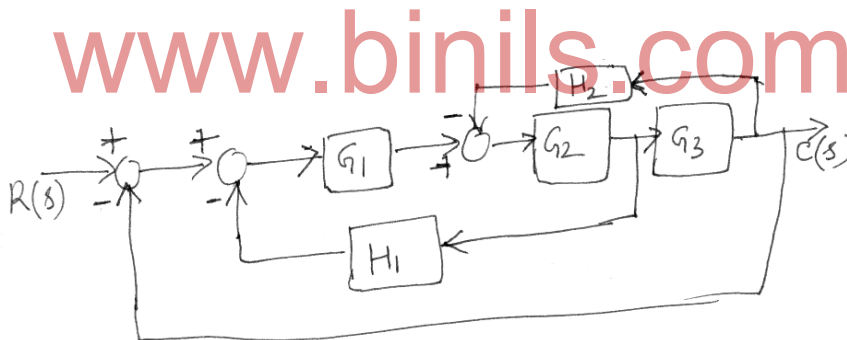 www.binils.com
H2
+ + - G1 + G2 G3 C(s)
R(s) - -
H1